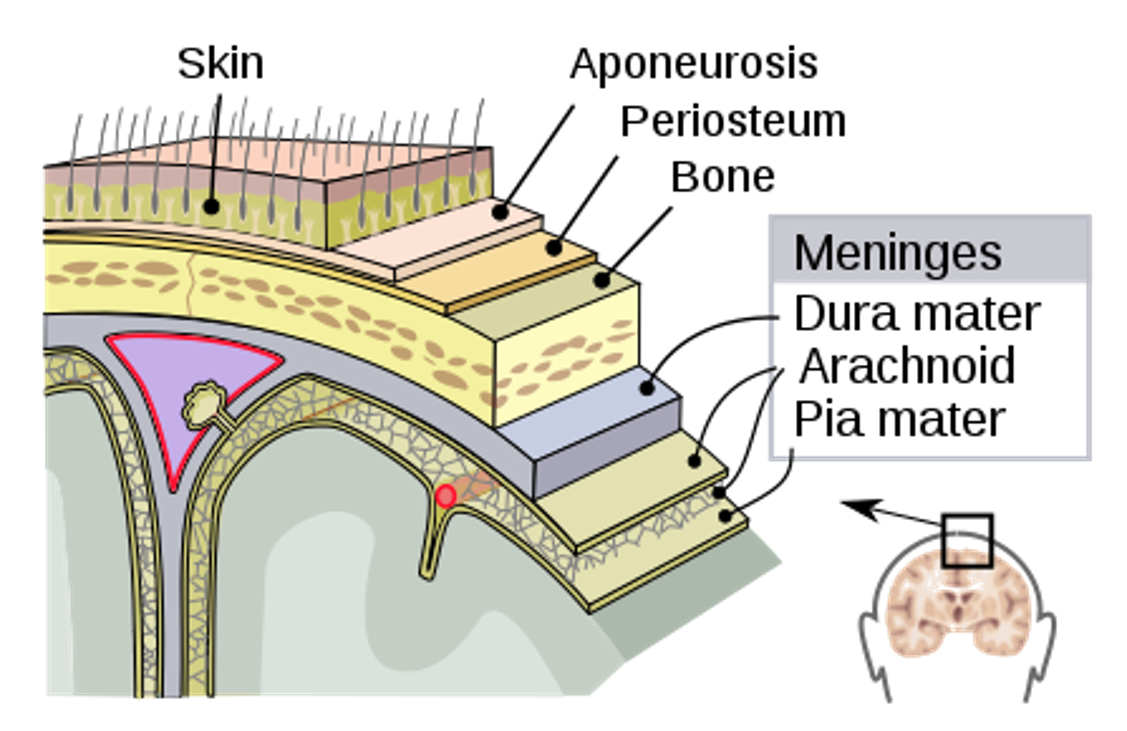 Skin
Aponeurosis
Periosteum
Bone
Meninges
Dura mater
Arachnoid
Pia mater